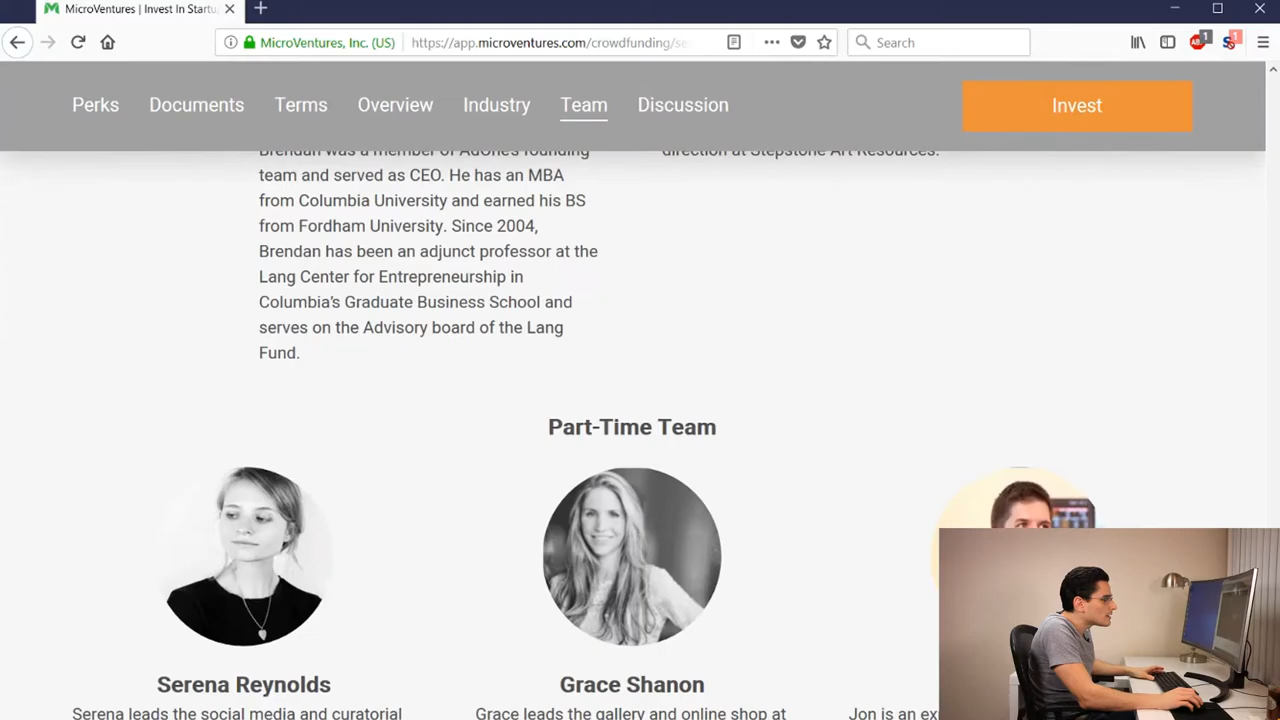 MicroVentures | Invest In Startu
MicroVentures, Inc. (US)
https://app.microventures.com/crowdfunding/se
Search
1
1
Perks
Documents
Terms
Overview
Industry
Team
Discussion
Invest
Brendan was a member of AdOne's founding
team and served as CEO. He has an MBA
from Columbia University and earned his BS
from Fordham University. Since 2004,
Brendan has been an adjunct professor at the
Lang Center for Entrepreneurship in
Columbia's Graduate Business School and
serves on the Advisory board of the Lang
Fund.
direction at Stepstone Art Resources.
Part-Time Team
Serena Reynolds
Grace Shanon
Serena leads the social media and curatorial
Grace leads the gallery and online shop at
Jon is an